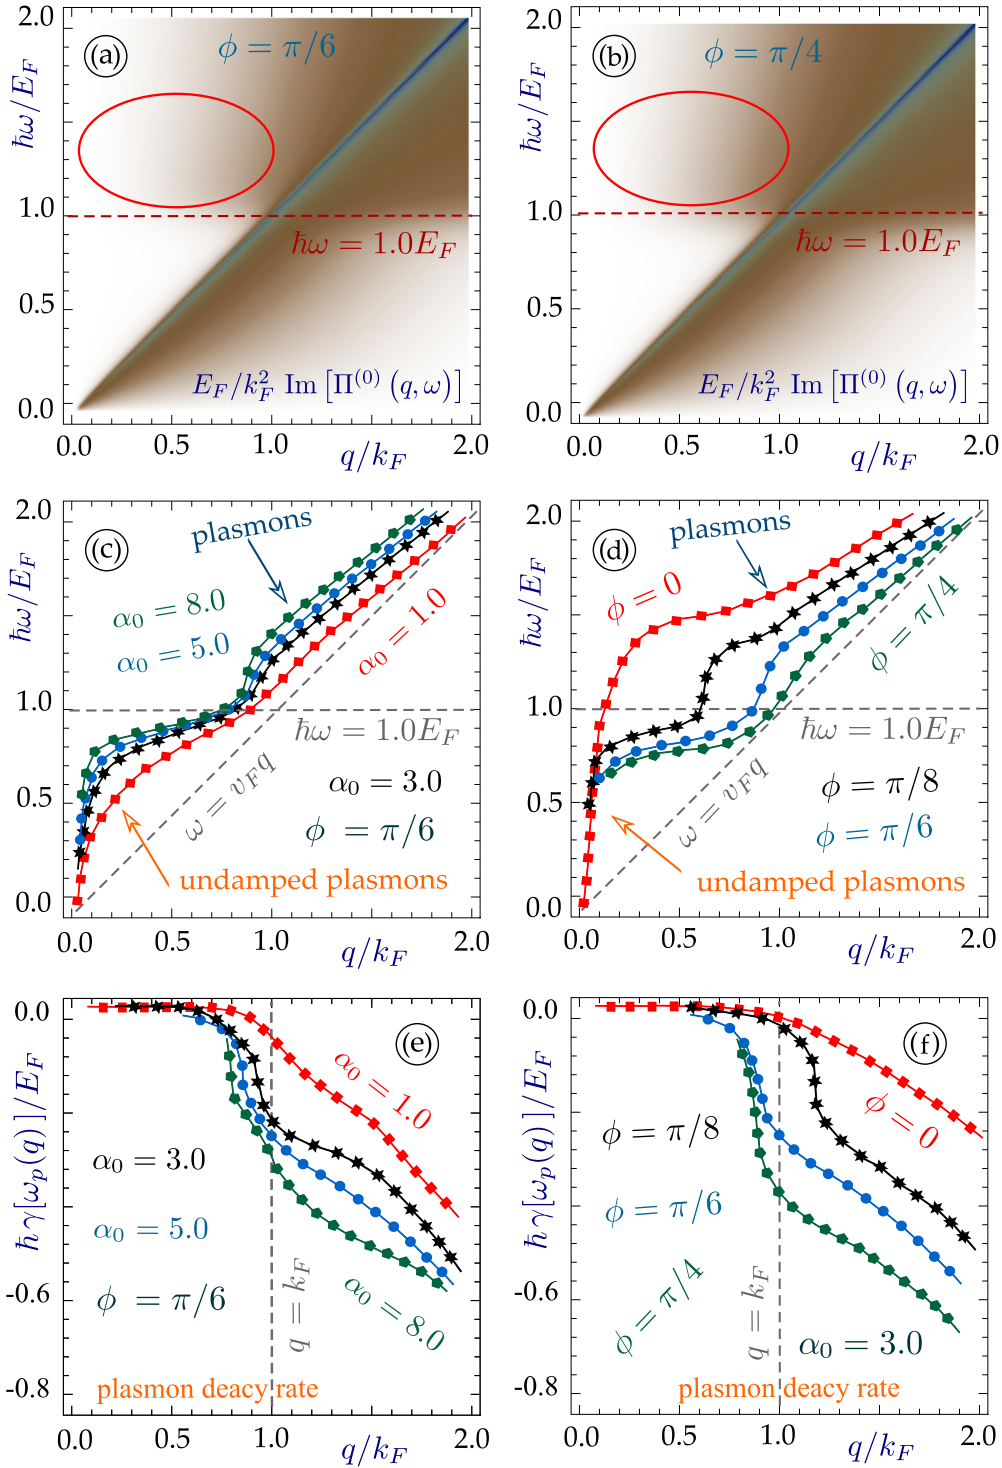 (a)
ϕ = π/6
ħω/E_F
2.0
1.0
0.5
0.0
ħω = 1.0E_F
E_F/k_F^2 Im [Π^(0) (q, ω)]
0.0 0.5 1.0 2.0
q/k_F
(b)
ϕ = π/4
ħω/E_F
2.0
1.0
0.5
0.0
ħω = 1.0E_F
E_F/k_F^2 Im [Π^(0) (q, ω)]
0.0 0.5 1.0 2.0
q/k_F
(c)
plasmons
ħω/E_F
2.0
1.0
0.5
0.0
α_0 = 8.0
α_0 = 5.0
α_0 = 1.0
ħω = 1.0E_F
ω = v_F q
α_0 = 3.0
ϕ = π/6
undamped plasmons
0.0 0.5 1.0 2.0
q/k_F
(d)
plasmons
ħω/E_F
2.0
1.0
0.5
0.0
ϕ = 0
ϕ = π/4
ħω = 1.0E_F
ω = v_F q
ϕ = π/8
ϕ = π/6
undamped plasmons
0.0 0.5 1.0 2.0
q/k_F
(e)
ħ γ[ω_p(q) ]/E_F
0.0
-0.6
-0.8
α_0 = 1.0
α_0 = 3.0
α_0 = 5.0
ϕ = π/6
q = k_F
α_0 = 8.0
plasmon deacy rate
0.0 0.5 1.0 2.0
q/k_F
(f)
ħ γ[ω_p(q) ]/E_F
0.0
-0.6
-0.8
ϕ = 0
ϕ = π/8
ϕ = π/6
ϕ = π/4
q = k_F
α_0 = 3.0
plasmon deacy rate
0.0 0.5 1.0 2.0
q/k_F